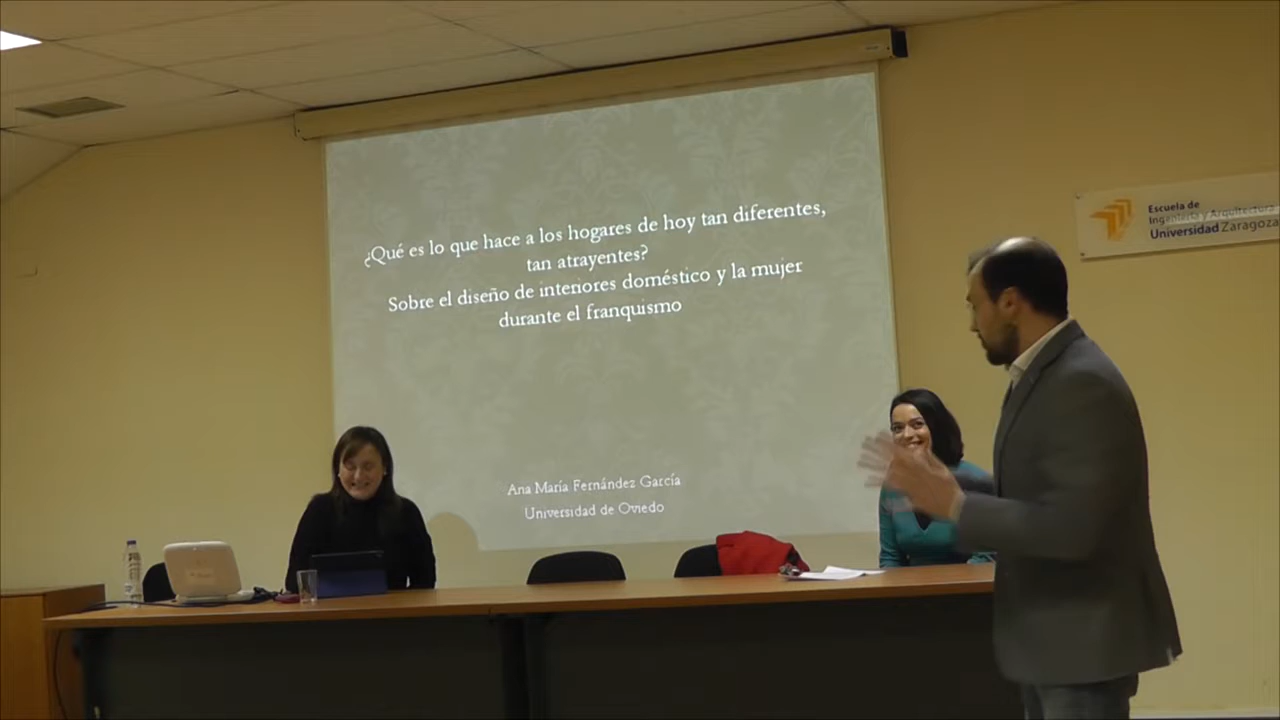 ¿Qué es lo que hace a los hogares de hoy tan diferentes,
tan atrayentes?
Sobre el diseño de interiores doméstico y la mujer
durante el franquismo
Ana María Fernández García
Universidad de Oviedo
Escuela de
Ingeniería y Arquitectura
Universidad Zaragoza